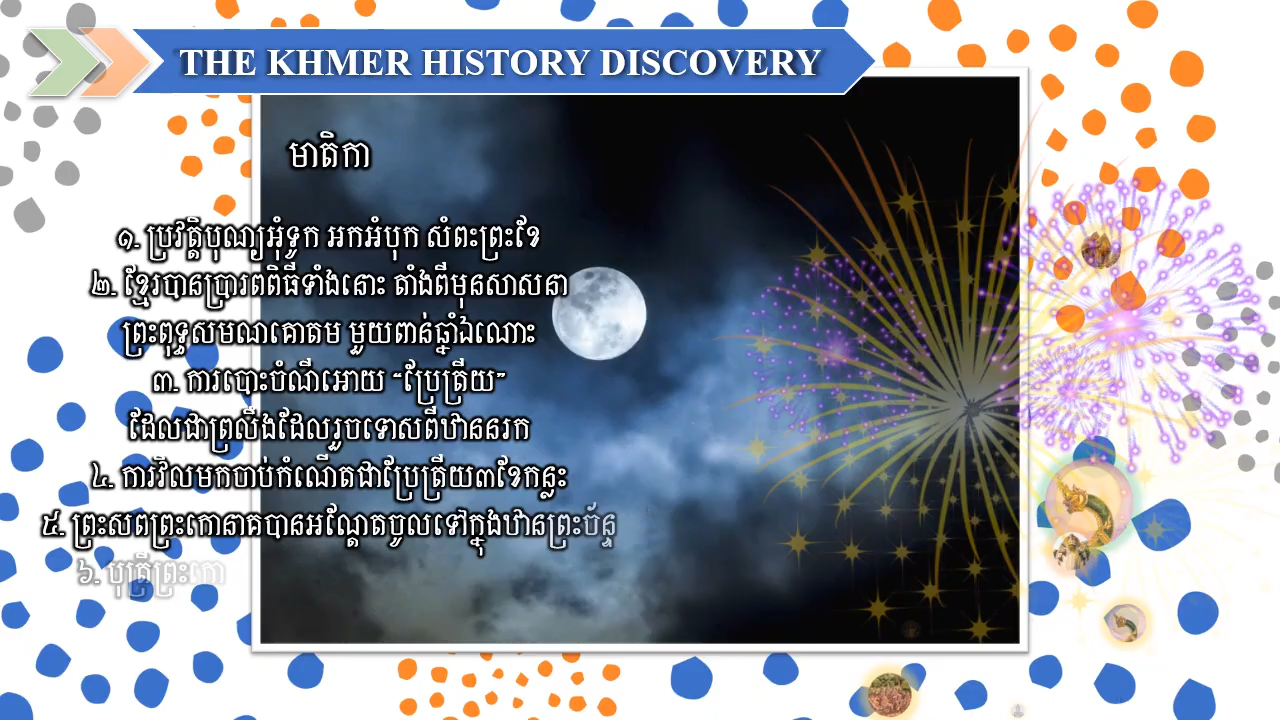 THE KHMER HISTORY DISCOVERY
មាតិកា
១. ប្រវត្តិបុណ្យអុំទូក អកអំបុក សំពះព្រះខែ
២. ខ្មែរបានប្រារព្ធពិធីទាំងនោះ តាំងពីមុនសាសនា
ព្រះពុទ្ធសមណគោតម មួយពាន់ឆ្នាំឯណោះ
៣. ការបោះបំណីអោយ “ប្រែត្រីយ”
ដែលជាព្រលឹងដែលរួចទោសពីឋាននរក
៤. ការវិលមកចាប់កំណើតជាប្រែត្រីយ៣ខែកន្លះ
៥. ព្រះសពព្រះកោនាគបានអណ្តែតចូលទៅក្នុងឋានព្រះច័ន្ទ
៦. បុត្រីព្រះកោ